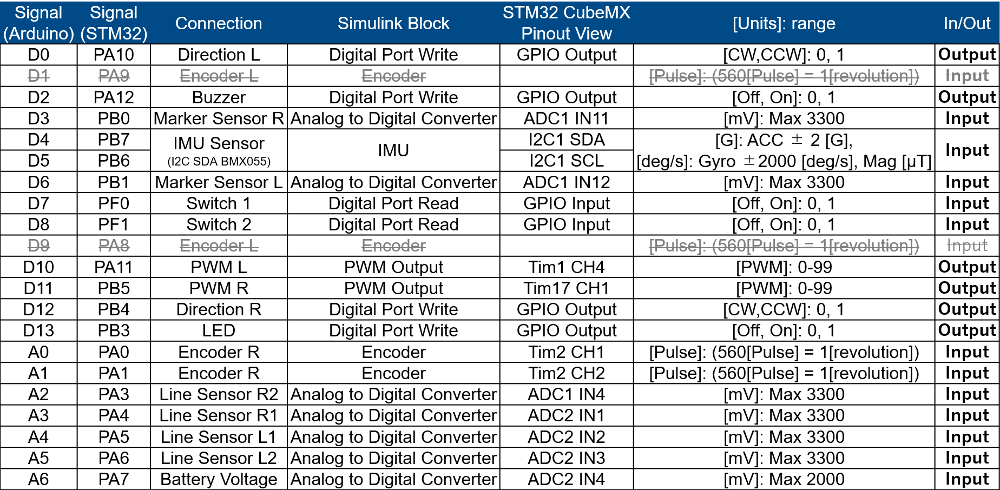 Signal (Arduino) Signal (STM32) Connection Simulink Block STM32 CubeMX Pinout View [Units]: range In/Out
D0 PA10 Direction L Digital Port Write GPIO Output [CW,CCW]: 0, 1 Output
D1 PA9 Encoder L Encoder [Pulse]: (560[Pulse] = 1[revolution]) Input
D2 PA12 Buzzer Digital Port Write GPIO Output [Off, On]: 0, 1 Output
D3 PB0 Marker Sensor R Analog to Digital Converter ADC1 IN11 [mV]: Max 3300 Input
D4 PB7 IMU Sensor IMU I2C1 SDA [G]: ACC ± 2 [G], Input
D5 PB6 (I2C SDA BMX055) I2C1 SCL [deg/s]: Gyro ±2000 [deg/s], Mag [μT]
D6 PB1 Marker Sensor L Analog to Digital Converter ADC1 IN12 [mV]: Max 3300 Input
D7 PF0 Switch 1 Digital Port Read GPIO Input [Off, On]: 0, 1 Input
D8 PF1 Switch 2 Digital Port Read GPIO Input [Off, On]: 0, 1 Input
D9 PA8 Encoder L Encoder [Pulse]: (560[Pulse] = 1[revolution]) Input
D10 PA11 PWM L PWM Output Tim1 CH4 [PWM]: 0-99 Output
D11 PB5 PWM R PWM Output Tim17 CH1 [PWM]: 0-99 Output
D12 PB4 Direction R Digital Port Write GPIO Output [CW,CCW]: 0, 1 Output
D13 PB3 LED Digital Port Write GPIO Output [Off, On]: 0, 1 Output
A0 PA0 Encoder R Encoder Tim2 CH1 [Pulse]: (560[Pulse] = 1[revolution]) Input
A1 PA1 Encoder R Encoder Tim2 CH2 [Pulse]: (560[Pulse] = 1[revolution]) Input
A2 PA3 Line Sensor R2 Analog to Digital Converter ADC1 IN4 [mV]: Max 3300 Input
A3 PA4 Line Sensor R1 Analog to Digital Converter ADC2 IN1 [mV]: Max 3300 Input
A4 PA5 Line Sensor L1 Analog to Digital Converter ADC2 IN2 [mV]: Max 3300 Input
A5 PA6 Line Sensor L2 Analog to Digital Converter ADC2 IN3 [mV]: Max 3300 Input
A6 PA7 Battery Voltage Analog to Digital Converter ADC2 IN4 [mV]: Max 2000 Input